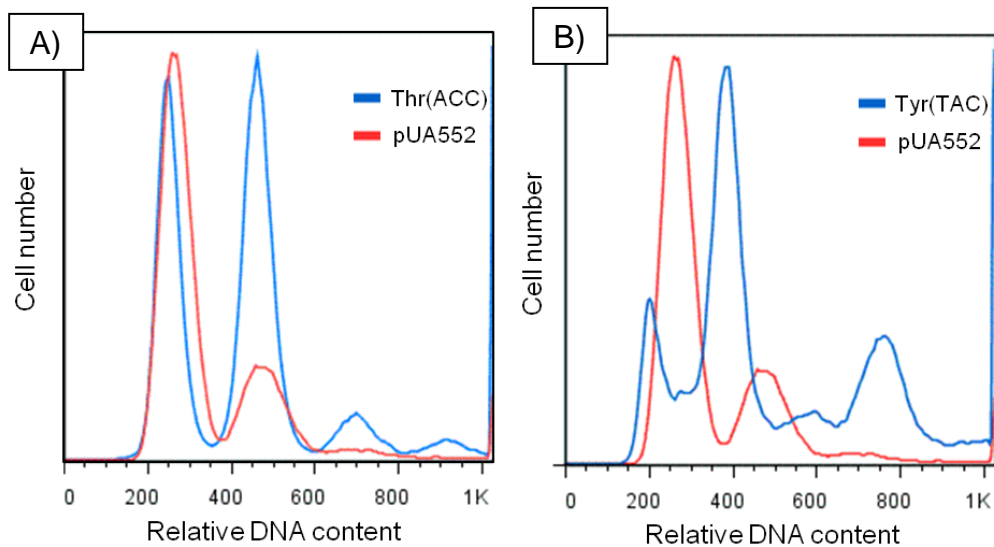 A)
Thr(ACC)
pUA552
Cell number
0 200 400 600 800 1K
Relative DNA content
B)
Tyr(TAC)
pUA552
Cell number
0 200 400 600 800 1K
Relative DNA content